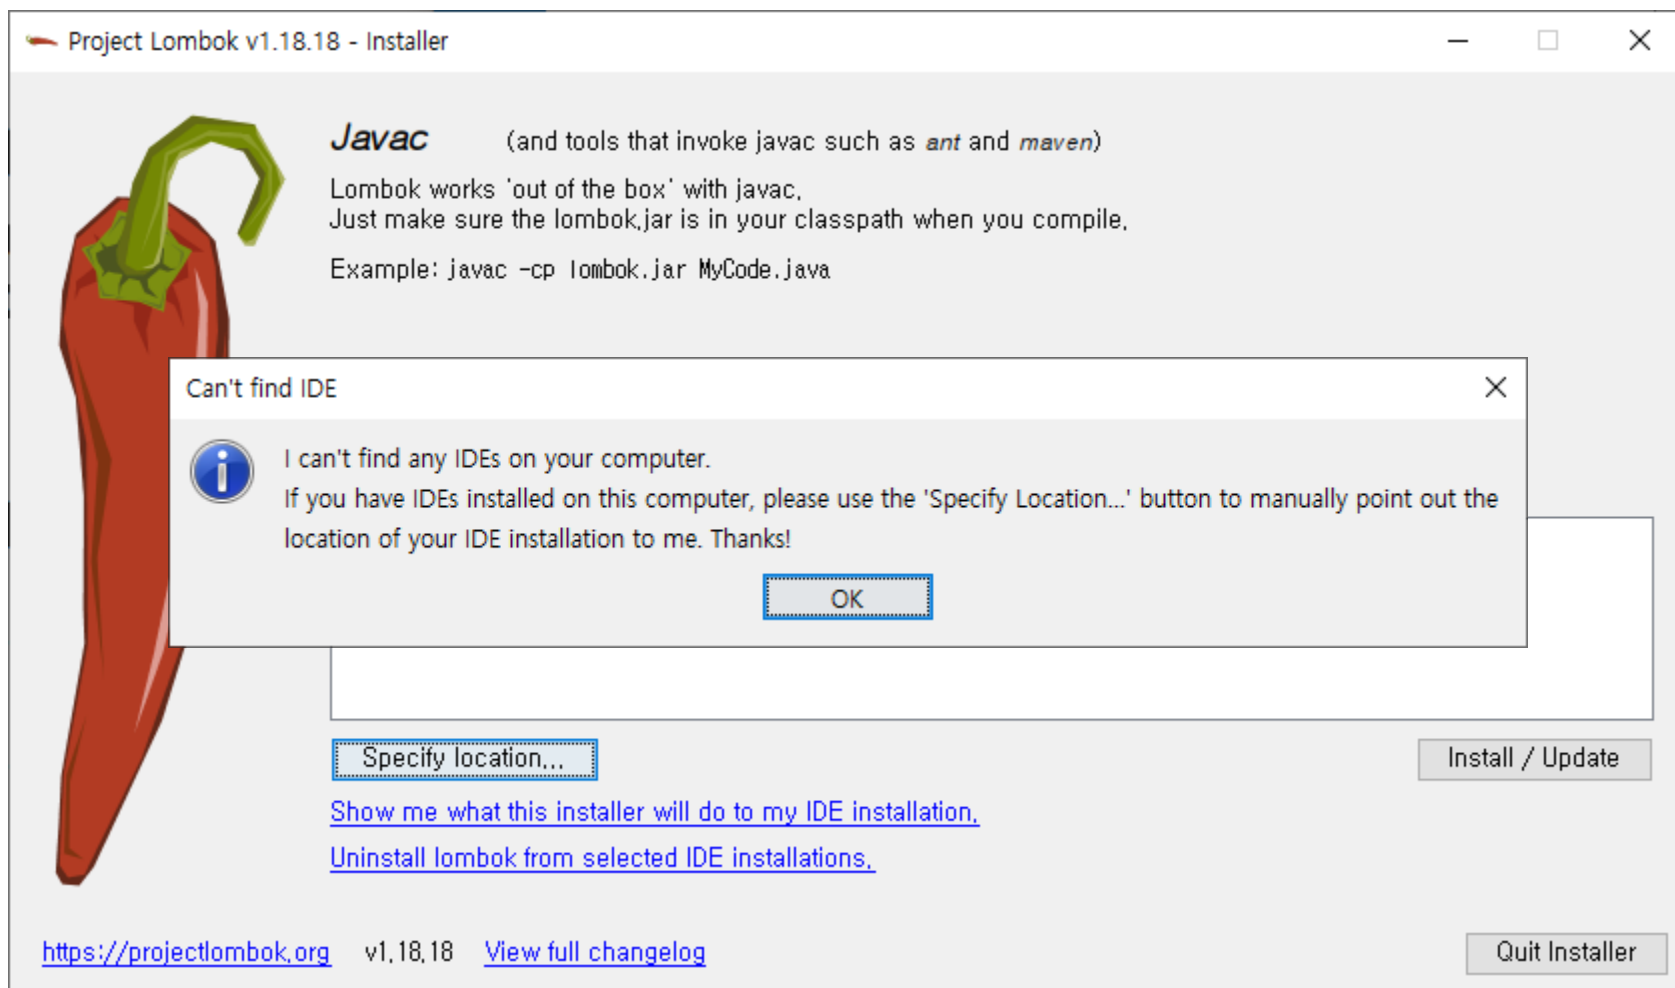 Project Lombok v1.18.18 - Installer
Javac (and tools that invoke javac such as ant and maven)
Lombok works 'out of the box' with javac.
Just make sure the lombok.jar is in your classpath when you compile.
Example: javac -cp lombok.jar MyCode.java
Can't find IDE
I can't find any IDEs on your computer.
If you have IDEs installed on this computer, please use the 'Specify Location...' button to manually point out the
location of your IDE installation to me. Thanks!
OK
Specify location... Install / Update
Show me what this installer will do to my IDE installation.
Uninstall lombok from selected IDE installations.
https://projectlombok.org v1.18.18 View full changelog Quit Installer